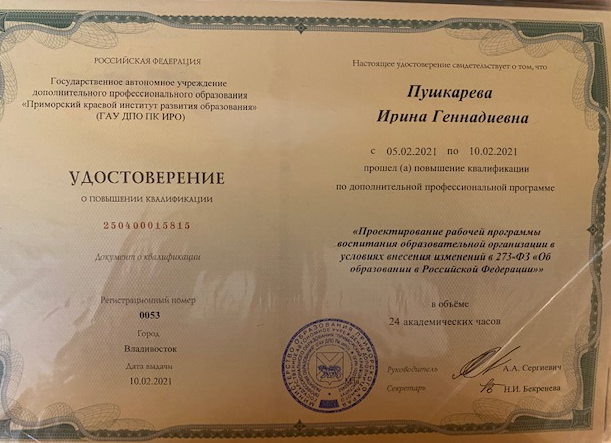 РОССИЙСКАЯ ФЕДЕРАЦИЯ
Государственное автономное учреждение
дополнительного профессионального образования
«Приморский краевой институт развития образования»
(ГАУ ДПО ПК ИРО)
УДОСТОВЕРЕНИЕ
О ПОВЫШЕНИИ КВАЛИФИКАЦИИ
250400015815
Документ о квалификации
Регистрационный номер
0053
Город
Владивосток
Дата выдачи
10.02.2021
Настоящее удостоверение свидетельствует о том, что
Пушкарева
Ирина Геннадиевна
с 05.02.2021 по 10.02.2021
прошел (а) повышение квалификации
по дополнительной профессиональной программе
«Проектирование рабочей программы
воспитания образовательной организации в
условиях внесения изменений в 273-ФЗ «Об
образовании в Российской Федерации»»
в объёме
24 академических часов
МИНИСТЕРСТВО ОБРАЗОВАНИЯ ПРИМОРСКОГО КРАЯ
Руководитель А.А. Сергиевич
Секретарь Н.И. Бекренева